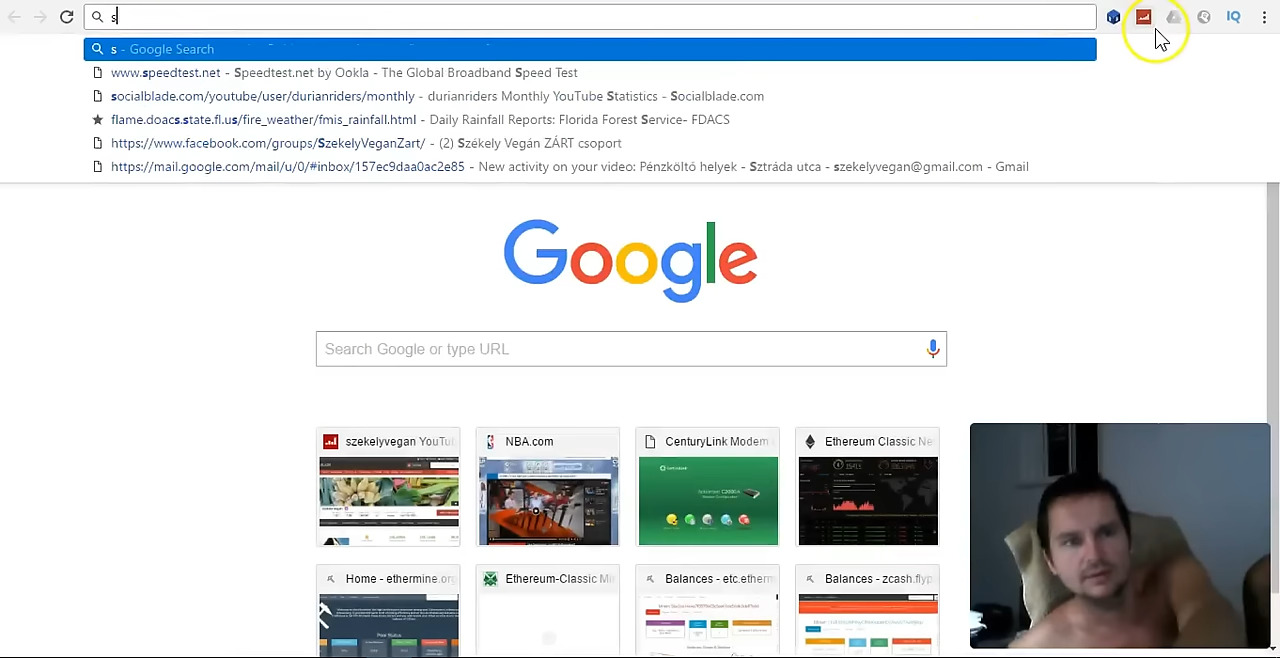 s
s - Google Search
www.speedtest.net - Speedtest.net by Ookla - The Global Broadband Speed Test
socialblade.com/youtube/user/durianriders/monthly - durianriders Monthly YouTube Statistics - Socialblade.com
flame.doacs.state.fl.us/fire_weather/fmis_rainfall.html - Daily Rainfall Reports: Florida Forest Service- FDACS
https://www.facebook.com/groups/SzekelyVeganZart/ - (2) Székely Vegán ZÁRT csoport
https://mail.google.com/mail/u/0/#inbox/157ec9daa0ac2e85 - New activity on your video: Pénzköltó helyek - Sztráda utca - szekelyvegan@gmail.com - Gmail
IQ
Google
Search Google or type URL
szekelyvegan YouTu
NBA.com
CenturyLink Modem
Ethereum Classic Ne
Home - ethermine.org
Ethereum-Classic Mi
Balances - etc.etherm
Balances - zcash.flyp